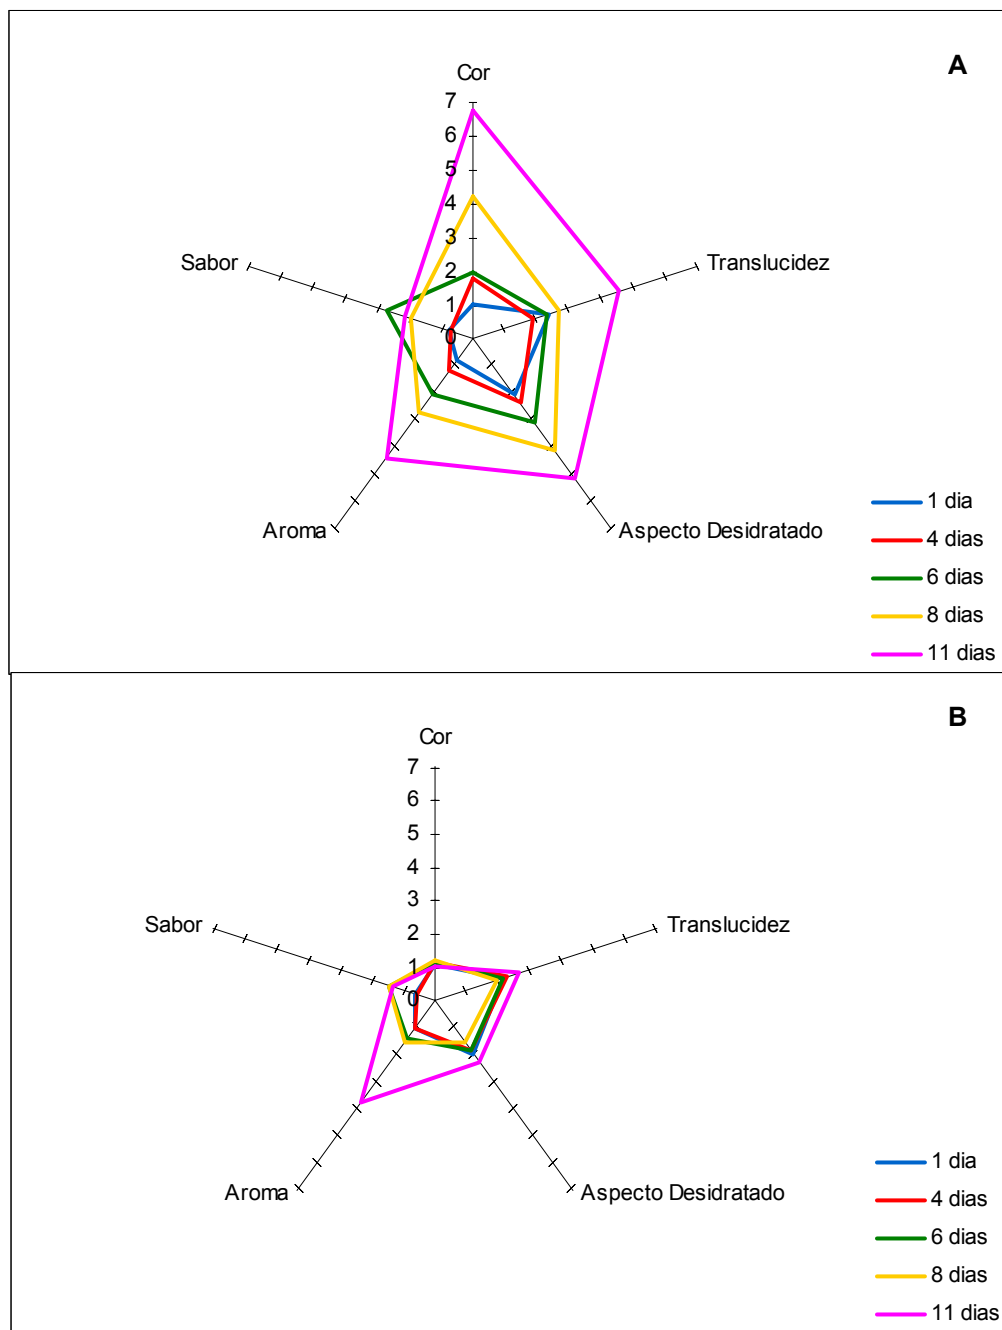 A
Cor
7
6
5
4
3
2
1
0
Sabor
Translucidez
Aroma
Aspecto Desidratado
1 dia
4 dias
6 dias
8 dias
11 dias
B
Cor
7
6
5
4
3
2
1
0
Sabor
Translucidez
Aroma
Aspecto Desidratado
1 dia
4 dias
6 dias
8 dias
11 dias